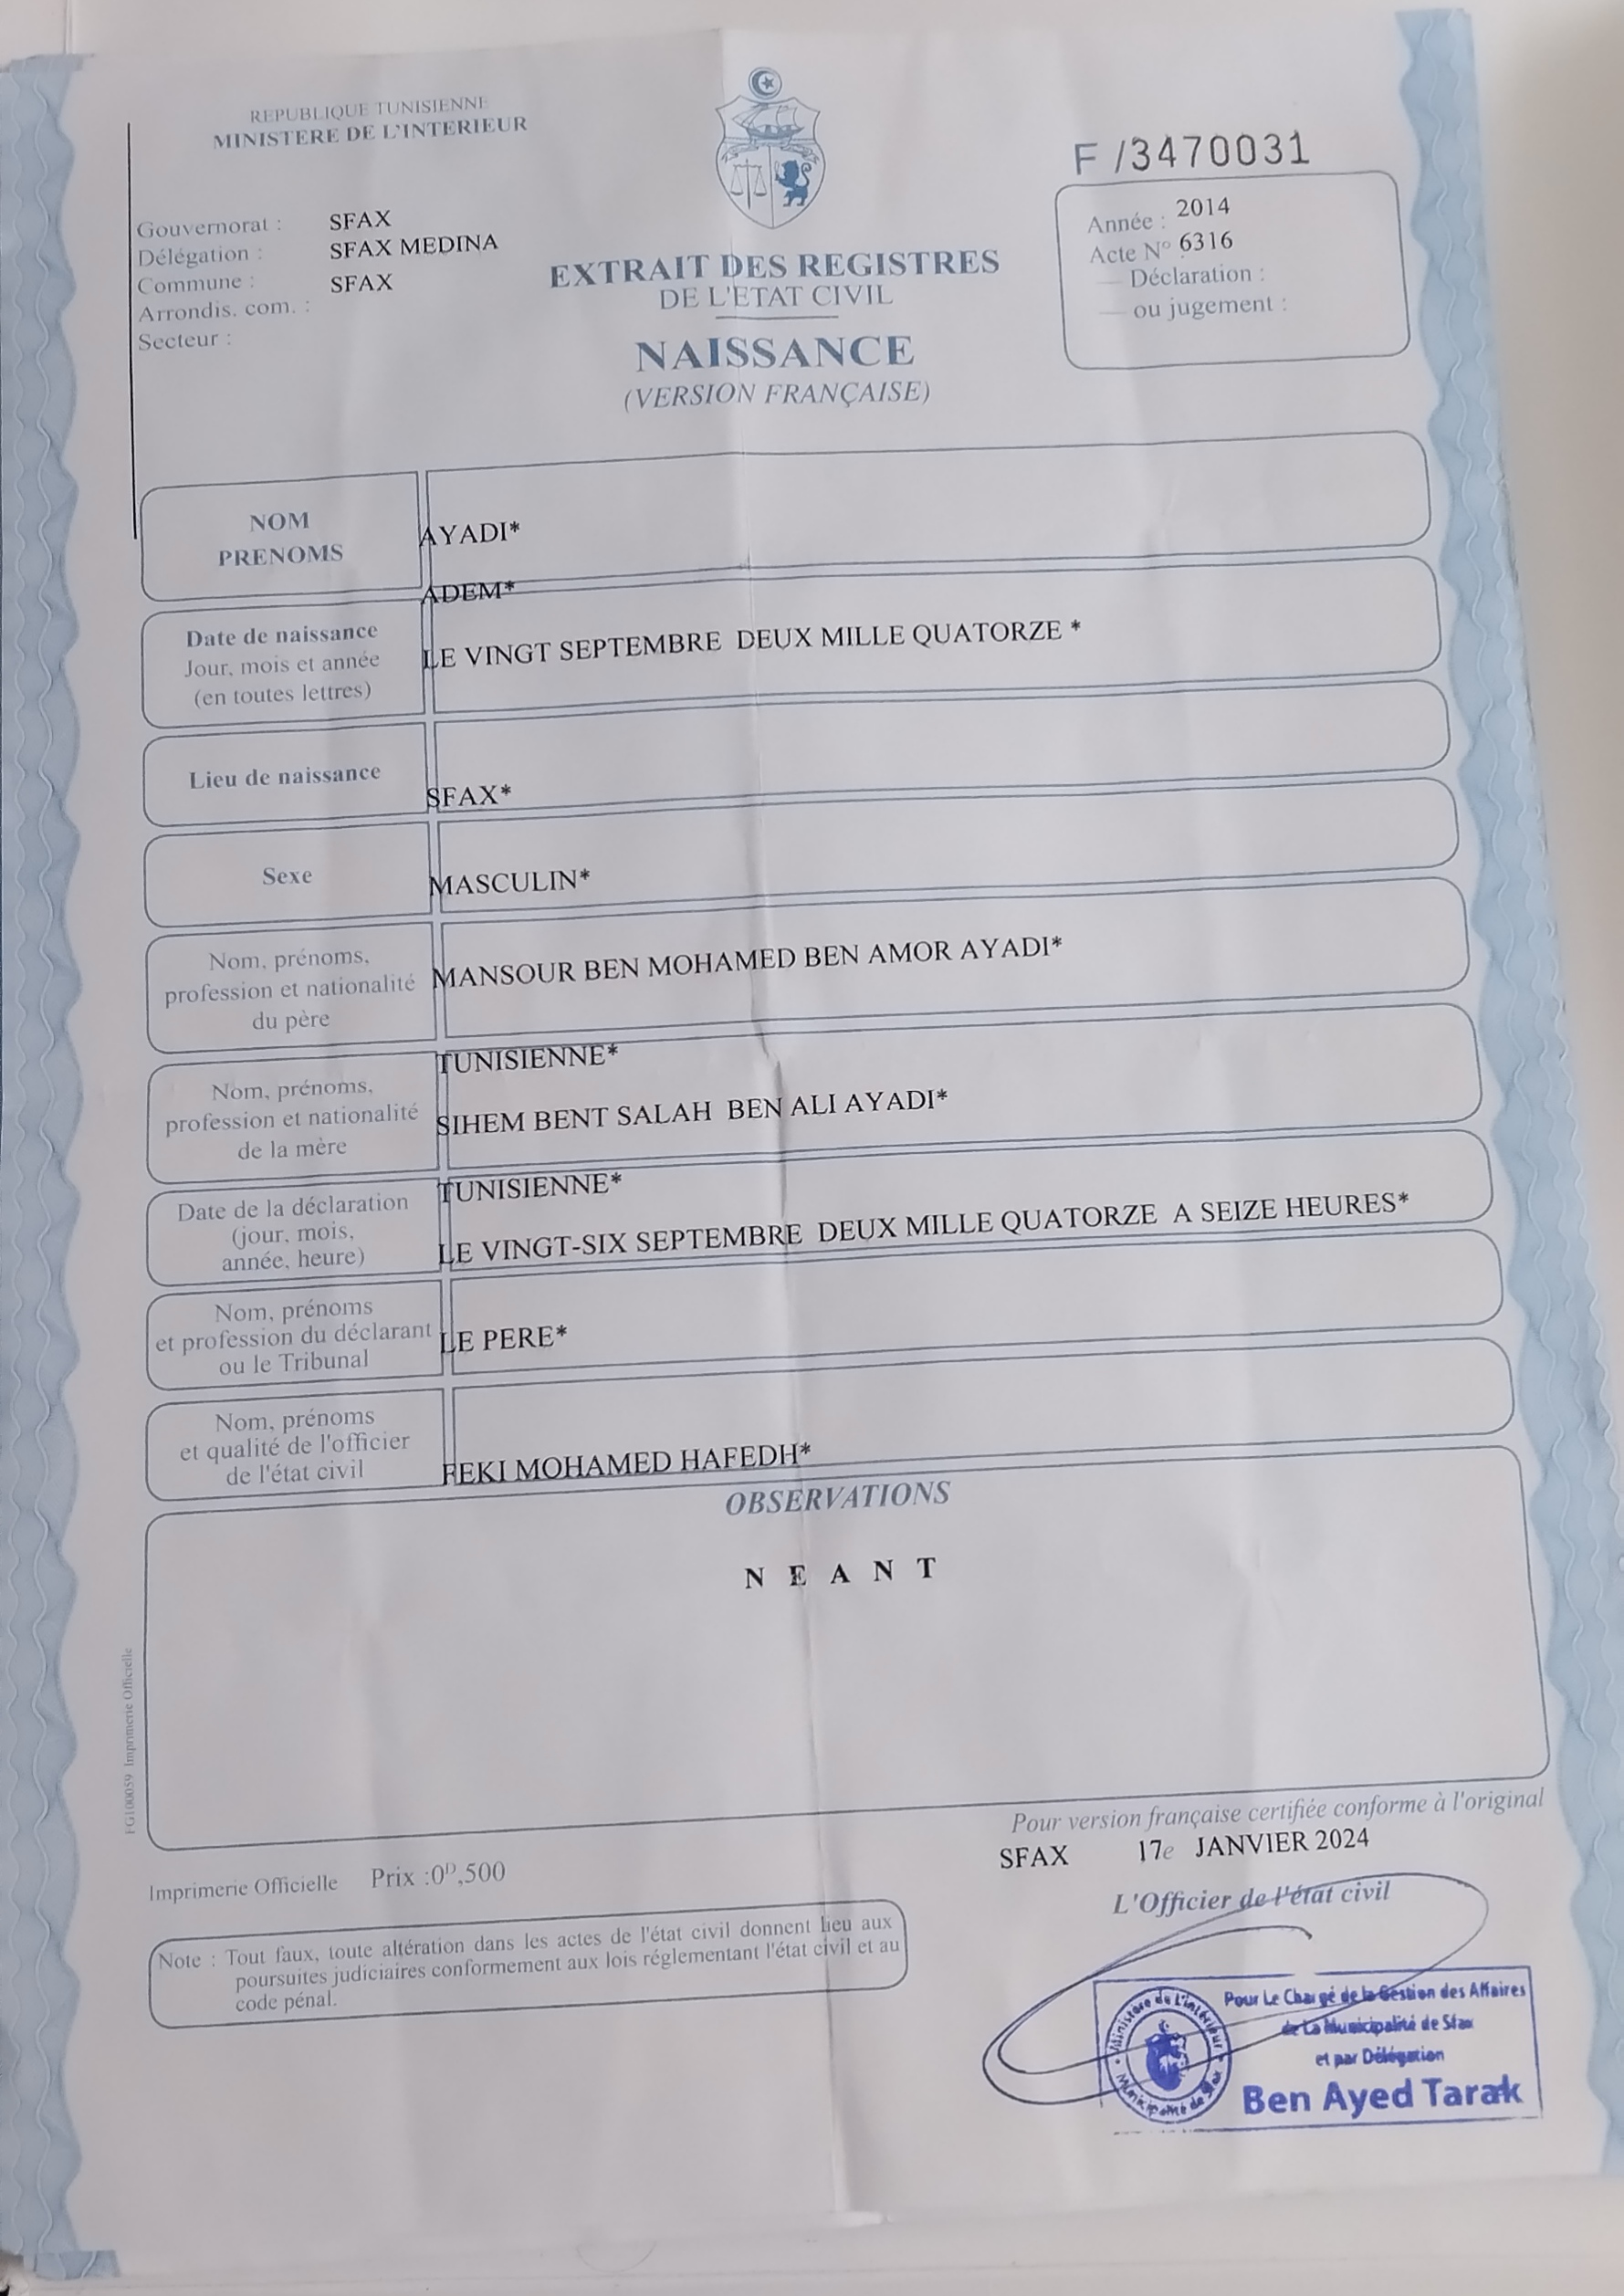 REPUBLIQUE TUNISIENNE
MINISTERE DE L'INTERIEUR
F /3470031
Gouvernorat : SFAX
Délégation : SFAX MEDINA
Commune : SFAX
Arrondis. com. :
Secteur :
EXTRAIT DES REGISTRES
DE L'ETAT CIVIL
NAISSANCE
(VERSION FRANÇAISE)
Année : 2014
Acte N° 6316
— Déclaration :
— ou jugement :
NOM
PRENOMS
AYADI*
ADEM*
Date de naissance
Jour, mois et année
(en toutes lettres)
LE VINGT SEPTEMBRE DEUX MILLE QUATORZE *
Lieu de naissance
SFAX*
Sexe
MASCULIN*
Nom, prénoms,
profession et nationalité
du père
MANSOUR BEN MOHAMED BEN AMOR AYADI*
TUNISIENNE*
Nom, prénoms,
profession et nationalité
de la mère
SIHEM BENT SALAH BEN ALI AYADI*
TUNISIENNE*
Date de la déclaration
(jour, mois,
année, heure)
LE VINGT-SIX SEPTEMBRE DEUX MILLE QUATORZE A SEIZE HEURES*
Nom, prénoms
et profession du déclarant
ou le Tribunal
LE PERE*
Nom, prénoms
et qualité de l'officier
de l'état civil
FEKI MOHAMED HAFEDH*
OBSERVATIONS
N E A N T
FG100059 Imprimerie Officielle
Pour version française certifiée conforme à l'original
SFAX 17e JANVIER 2024
L'Officier de l'état civil
Imprimerie Officielle Prix :0D,500
Note : Tout faux, toute altération dans les actes de l'état civil donnent lieu aux
poursuites judiciaires conformement aux lois réglementant l'état civil et au
code pénal.
Ministère de L'intérieur
Municipalité de Sfax
Pour Le Chargé de la Gestion des Affaires
de La Municipalité de Sfax
et par Délégation
Ben Ayed Tarak